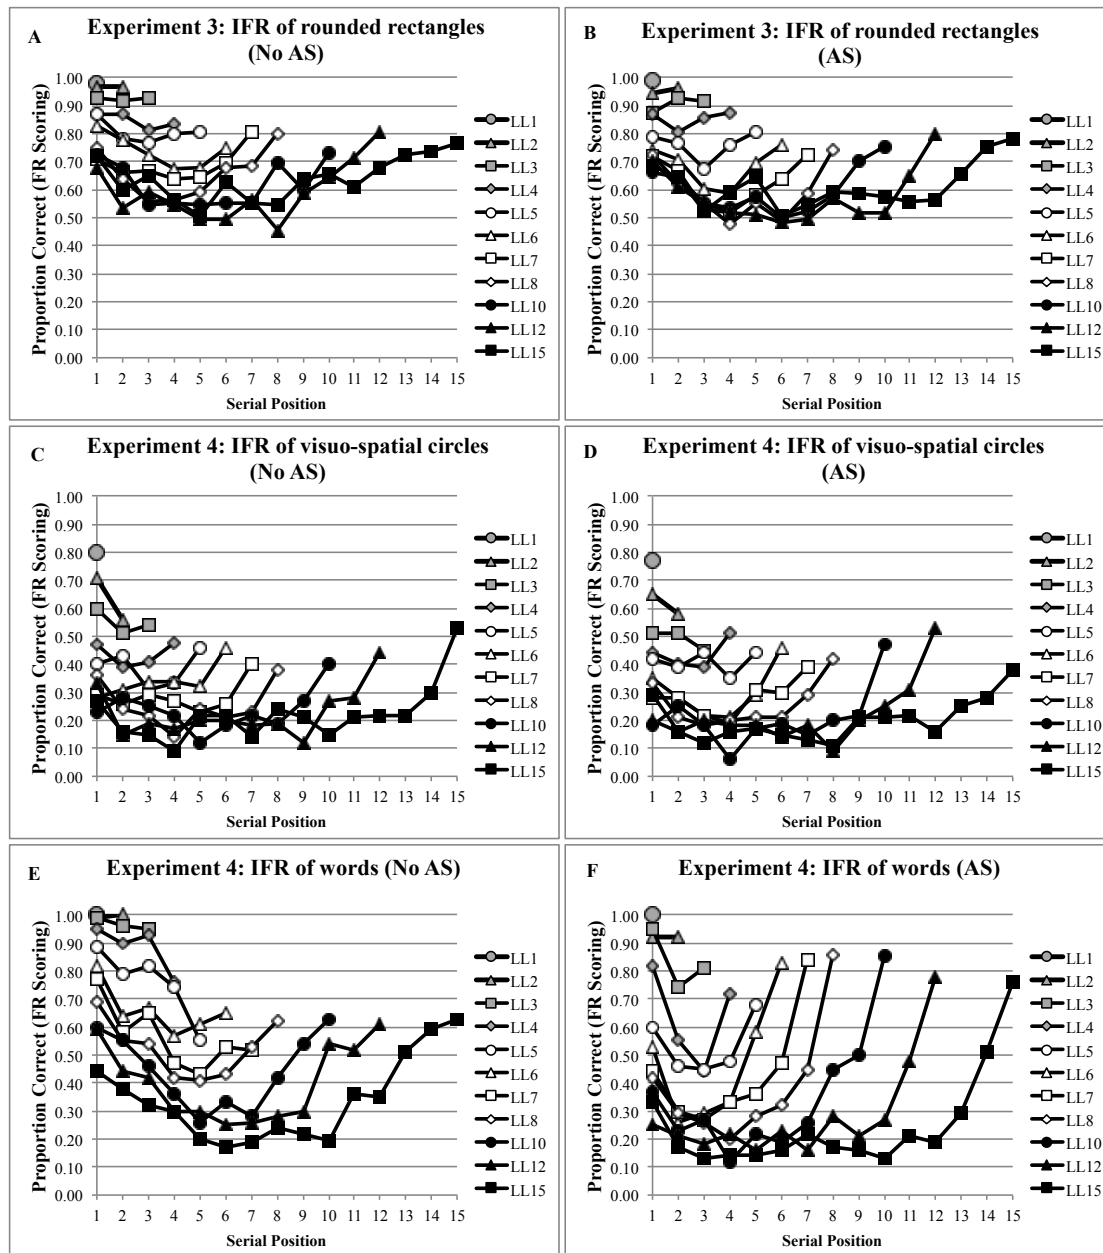 A
Experiment 3: IFR of rounded rectangles
(No AS)
Proportion Correct (FR Scoring)
1.00
0.90
0.80
0.70
0.60
0.50
0.40
0.30
0.20
0.10
0.00
1 2 3 4 5 6 7 8 9 10 11 12 13 14 15
Serial Position
LL1
LL2
LL3
LL4
LL5
LL6
LL7
LL8
LL10
LL12
LL15
B
Experiment 3: IFR of rounded rectangles
(AS)
Proportion Correct (FR Scoring)
1.00
0.90
0.80
0.70
0.60
0.50
0.40
0.30
0.20
0.10
0.00
1 2 3 4 5 6 7 8 9 10 11 12 13 14 15
Serial Position
LL1
LL2
LL3
LL4
LL5
LL6
LL7
LL8
LL10
LL12
LL15
C
Experiment 4: IFR of visuo-spatial circles
(No AS)
Proportion Correct (FR Scoring)
1.00
0.90
0.80
0.70
0.60
0.50
0.40
0.30
0.20
0.10
0.00
1 2 3 4 5 6 7 8 9 10 11 12 13 14 15
Serial Position
LL1
LL2
LL3
LL4
LL5
LL6
LL7
LL8
LL10
LL12
LL15
D
Experiment 4: IFR of visuo-spatial circles
(AS)
Proportion Correct (FR Scoring)
1.00
0.90
0.80
0.70
0.60
0.50
0.40
0.30
0.20
0.10
0.00
1 2 3 4 5 6 7 8 9 10 11 12 13 14 15
Serial Position
LL1
LL2
LL3
LL4
LL5
LL6
LL7
LL8
LL10
LL12
LL15
E
Experiment 4: IFR of words (No AS)
Proportion Correct (FR Scoring)
1.00
0.90
0.80
0.70
0.60
0.50
0.40
0.30
0.20
0.10
0.00
1 2 3 4 5 6 7 8 9 10 11 12 13 14 15
Serial Position
LL1
LL2
LL3
LL4
LL5
LL6
LL7
LL8
LL10
LL12
LL15
F
Experiment 4: IFR of words (AS)
Proportion Correct (FR Scoring)
1.00
0.90
0.80
0.70
0.60
0.50
0.40
0.30
0.20
0.10
0.00
1 2 3 4 5 6 7 8 9 10 11 12 13 14 15
Serial Position
LL1
LL2
LL3
LL4
LL5
LL6
LL7
LL8
LL10
LL12
LL15